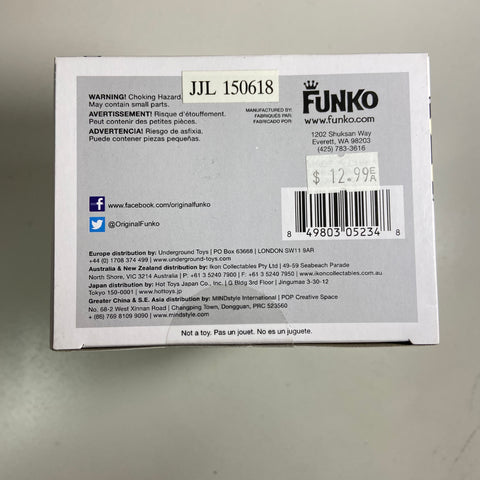 JJL 150618
WARNING! Choking Hazard,
May contain small parts.
AVERTISSEMENT! Risque d'étouffement.
Peut contenir des petites pièces.
ADVERTENCIA! Riesgo de asfixia.
Puede contener piezas pequeñas.
MANUFACTURED BY:
FABRIQUÉS PAR:
FABRICADO POR:
FUNKO
www.funko.com
1202 Shuksan Way
Everett, WA 98203
(425) 783-3616
$ 12.99 EA
8 49803 05234 8
www.facebook.com/originalfunko
@OriginalFunko
Europe distribution by: Underground Toys | PO Box 63668 | LONDON SW11 9AR
+44 (0) 1708 374 499 | www.underground-toys.com
Australia & New Zealand distribution by: Ikon Collectables Pty Ltd | 49-59 Seabeach Parade
North Shore, VIC 3214 Australia | P: +61 3 5240 7900 | F: +61 3 5240 7950 | www.ikoncollectables.com.au
Japan distribution by: Hot Toys Japan Co., Inc. | G Bldg 3rd Floor | Jingumae 3-30-12
Tokyo 150-0001 | www.hottoys.jp
Greater China & S.E. Asia distribution by: MINDstyle International | POP Creative Space
No. 68-2 West Xinnan Road | Changping Town, Dongguan, PRC 523560
+ (86) 769 8109 9090 | www.mindstyle.com
Not a toy. Pas un jouet. No es un juguete.